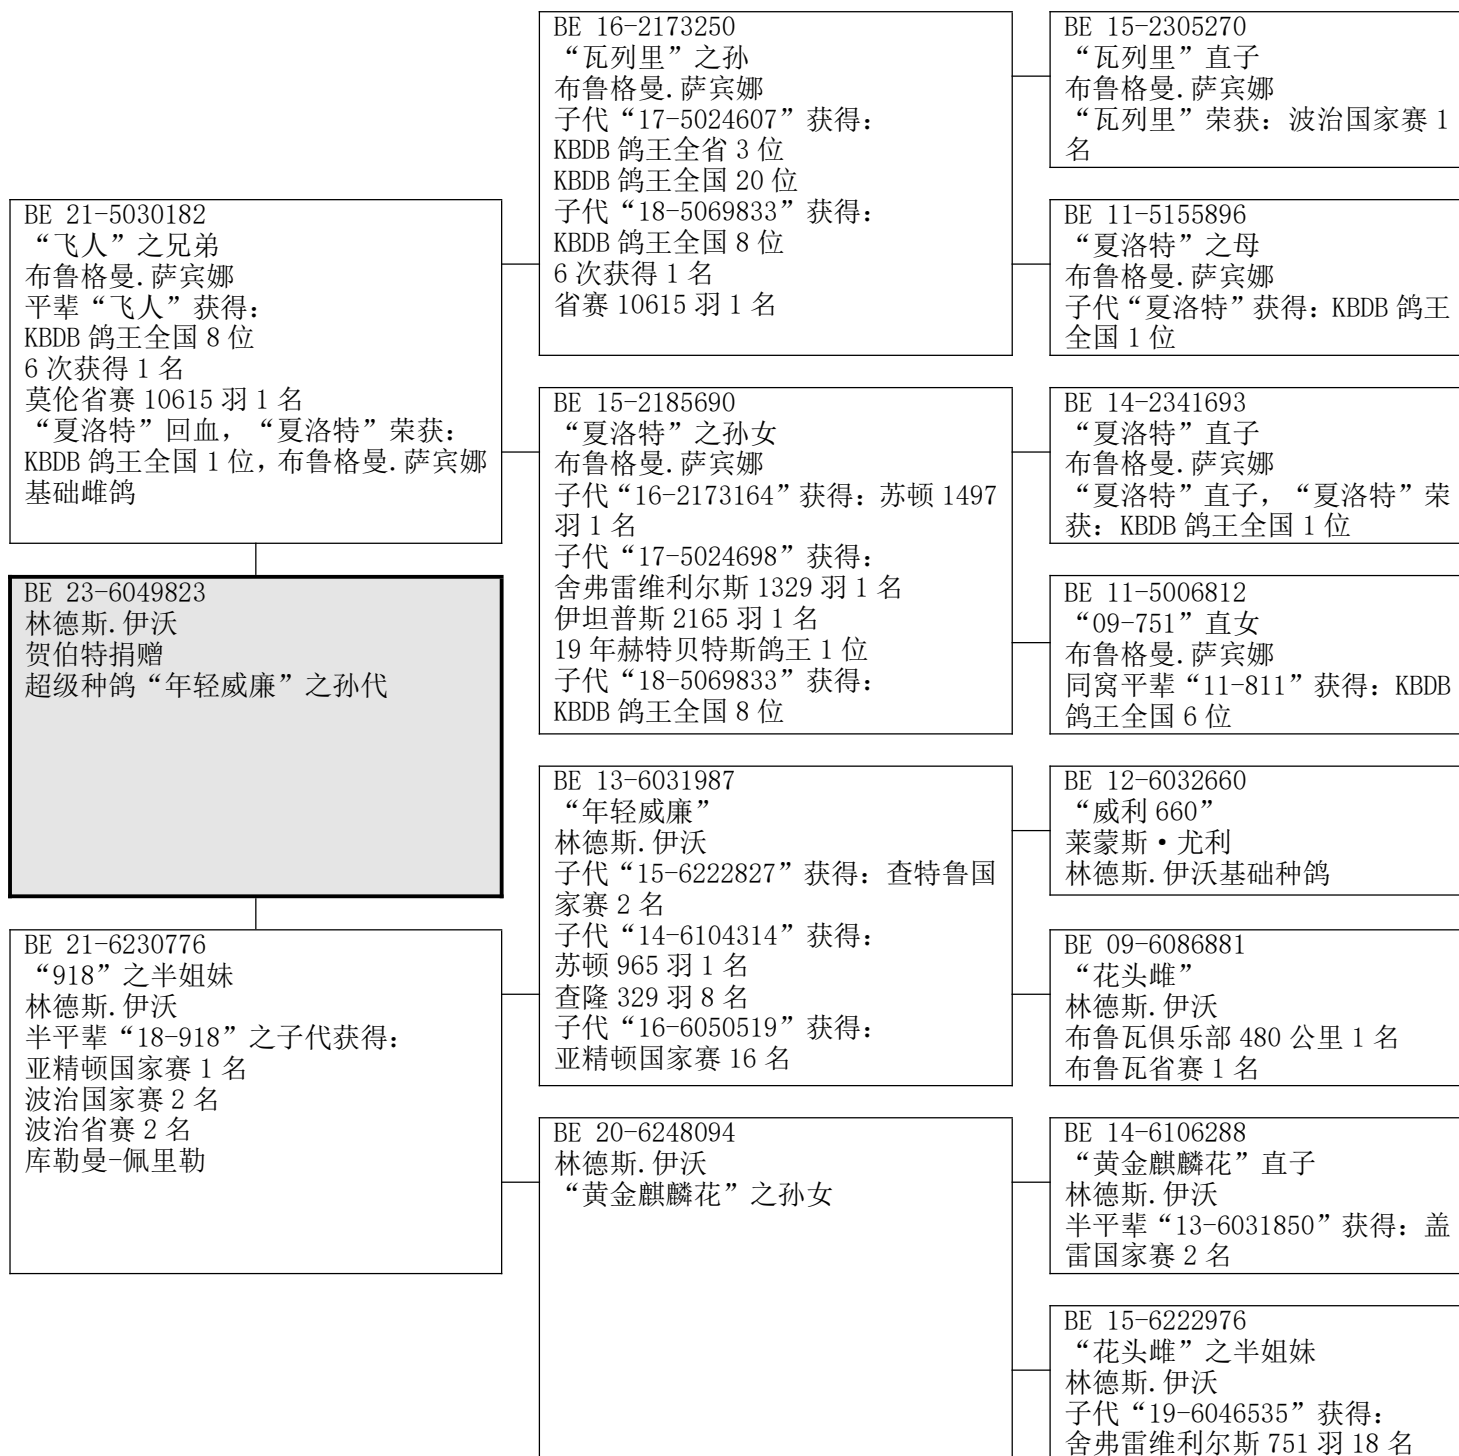 BE 16-2173250
“瓦列里”之孙
布鲁格曼.萨宾娜
子代“17-5024607”获得：
KBDB 鸽王全省 3 位
KBDB 鸽王全国 20 位
子代“18-5069833”获得：
KBDB 鸽王全国 8 位
6 次获得 1 名
省赛 10615 羽 1 名
BE 15-2305270
“瓦列里”直子
布鲁格曼.萨宾娜
“瓦列里”荣获：波治国家赛 1
名
BE 21-5030182
“飞人”之兄弟
布鲁格曼.萨宾娜
平辈“飞人”获得：
KBDB 鸽王全国 8 位
6 次获得 1 名
莫伦省赛 10615 羽 1 名
“夏洛特”回血，“夏洛特”荣获：
KBDB 鸽王全国 1 位，布鲁格曼.萨宾娜
基础雌鸽
BE 11-5155896
“夏洛特”之母
布鲁格曼.萨宾娜
子代“夏洛特”获得：KBDB 鸽王
全国 1 位
BE 15-2185690
“夏洛特”之孙女
布鲁格曼.萨宾娜
子代“16-2173164”获得：苏顿 1497
羽 1 名
子代“17-5024698”获得：
舍弗雷维利尔斯 1329 羽 1 名
伊坦普斯 2165 羽 1 名
19 年赫特贝特斯鸽王 1 位
子代“18-5069833”获得：
KBDB 鸽王全国 8 位
BE 14-2341693
“夏洛特”直子
布鲁格曼.萨宾娜
“夏洛特”直子，“夏洛特”荣
获：KBDB 鸽王全国 1 位
BE 23-6049823
林德斯.伊沃
贺伯特捐赠
超级种鸽“年轻威廉”之孙代
BE 11-5006812
“09-751”直女
布鲁格曼.萨宾娜
同窝平辈“11-811”获得：KBDB
鸽王全国 6 位
BE 13-6031987
“年轻威廉”
林德斯.伊沃
子代“15-6222827”获得：查特鲁国
家赛 2 名
子代“14-6104314”获得：
苏顿 965 羽 1 名
查隆 329 羽 8 名
子代“16-6050519”获得：
亚精顿国家赛 16 名
BE 12-6032660
“威利 660”
莱蒙斯·尤利
林德斯.伊沃基础种鸽
BE 21-6230776
“918”之半姐妹
林德斯.伊沃
半平辈“18-918”之子代获得：
亚精顿国家赛 1 名
波治国家赛 2 名
波治省赛 2 名
库勒曼-佩里勒
BE 09-6086881
“花头雌”
林德斯.伊沃
布鲁瓦俱乐部 480 公里 1 名
布鲁瓦省赛 1 名
BE 20-6248094
林德斯.伊沃
“黄金麒麟花”之孙女
BE 14-6106288
“黄金麒麟花”直子
林德斯.伊沃
半平辈“13-6031850”获得：盖
雷国家赛 2 名
BE 15-6222976
“花头雌”之半姐妹
林德斯.伊沃
子代“19-6046535”获得：
舍弗雷维利尔斯 751 羽 18 名